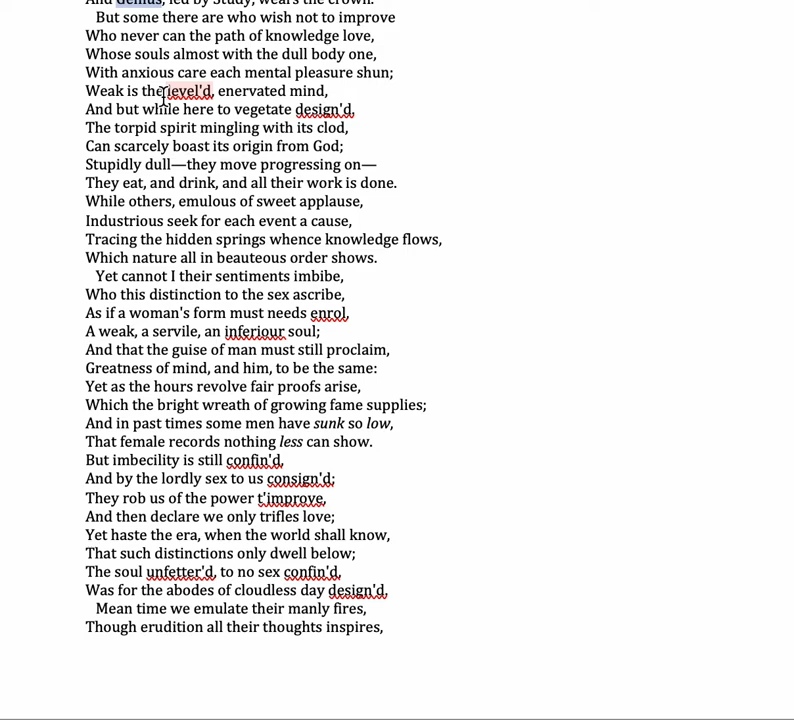 And Genius, led by Study, wears the crown.
But some there are who wish not to improve
Who never can the path of knowledge love,
Whose souls almost with the dull body one,
With anxious care each mental pleasure shun;
Weak is the level'd, enervated mind,
And but while here to vegetate design'd.
The torpid spirit mingling with its clod,
Can scarcely boast its origin from God;
Stupidly dull—they move progressing on—
They eat, and drink, and all their work is done.
While others, emulous of sweet applause,
Industrious seek for each event a cause,
Tracing the hidden springs whence knowledge flows,
Which nature all in beauteous order shows.
Yet cannot I their sentiments imbibe,
Who this distinction to the sex ascribe,
As if a woman's form must needs enrol,
A weak, a servile, an inferiour soul;
And that the guise of man must still proclaim,
Greatness of mind, and him, to be the same:
Yet as the hours revolve fair proofs arise,
Which the bright wreath of growing fame supplies;
And in past times some men have sunk so low,
That female records nothing less can show.
But imbecility is still confin'd,
And by the lordly sex to us consign'd;
They rob us of the power t'improve,
And then declare we only trifles love;
Yet haste the era, when the world shall know,
That such distinctions only dwell below;
The soul unfetter'd, to no sex confin'd,
Was for the abodes of cloudless day design'd.
Mean time we emulate their manly fires,
Though erudition all their thoughts inspires,